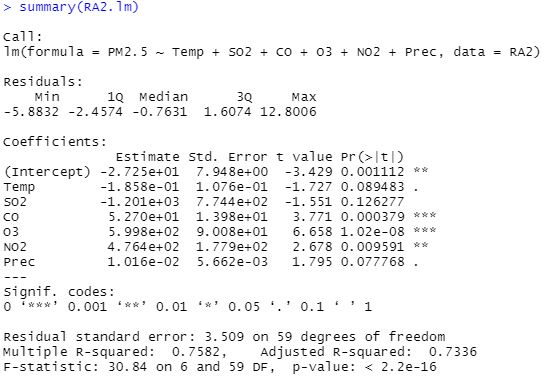 > summary(RA2.lm)
Call:
lm(formula = PM2.5 ~ Temp + SO2 + CO + O3 + NO2 + Prec, data = RA2)
Residuals:
    Min      1Q  Median      3Q     Max
-5.8832 -2.4574 -0.7631  1.6074 12.8006
Coefficients:
              Estimate Std. Error t value Pr(>|t|)
(Intercept) -2.725e+01  7.948e+00  -3.429 0.001112 **
Temp        -1.858e-01  1.076e-01  -1.727 0.089483 .
SO2         -1.201e+03  7.744e+02  -1.551 0.126277
CO           5.270e+01  1.398e+01   3.771 0.000379 ***
O3           5.998e+02  9.008e+01   6.658 1.02e-08 ***
NO2          4.764e+02  1.779e+02   2.678 0.009591 **
Prec         1.016e-02  5.662e-03   1.795 0.077768 .
---
Signif. codes:
0 ‘***’ 0.001 ‘**’ 0.01 ‘*’ 0.05 ‘.’ 0.1 ‘ ’ 1
Residual standard error: 3.509 on 59 degrees of freedom
Multiple R-squared:  0.7582,    Adjusted R-squared:  0.7336
F-statistic: 30.84 on 6 and 59 DF,  p-value: < 2.2e-16